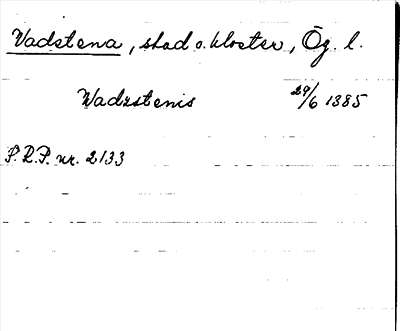 Vadstena, stad o. kloster, Ög. l.
Wadzstenis 29/6 1385
P.R.P. nr. 2133